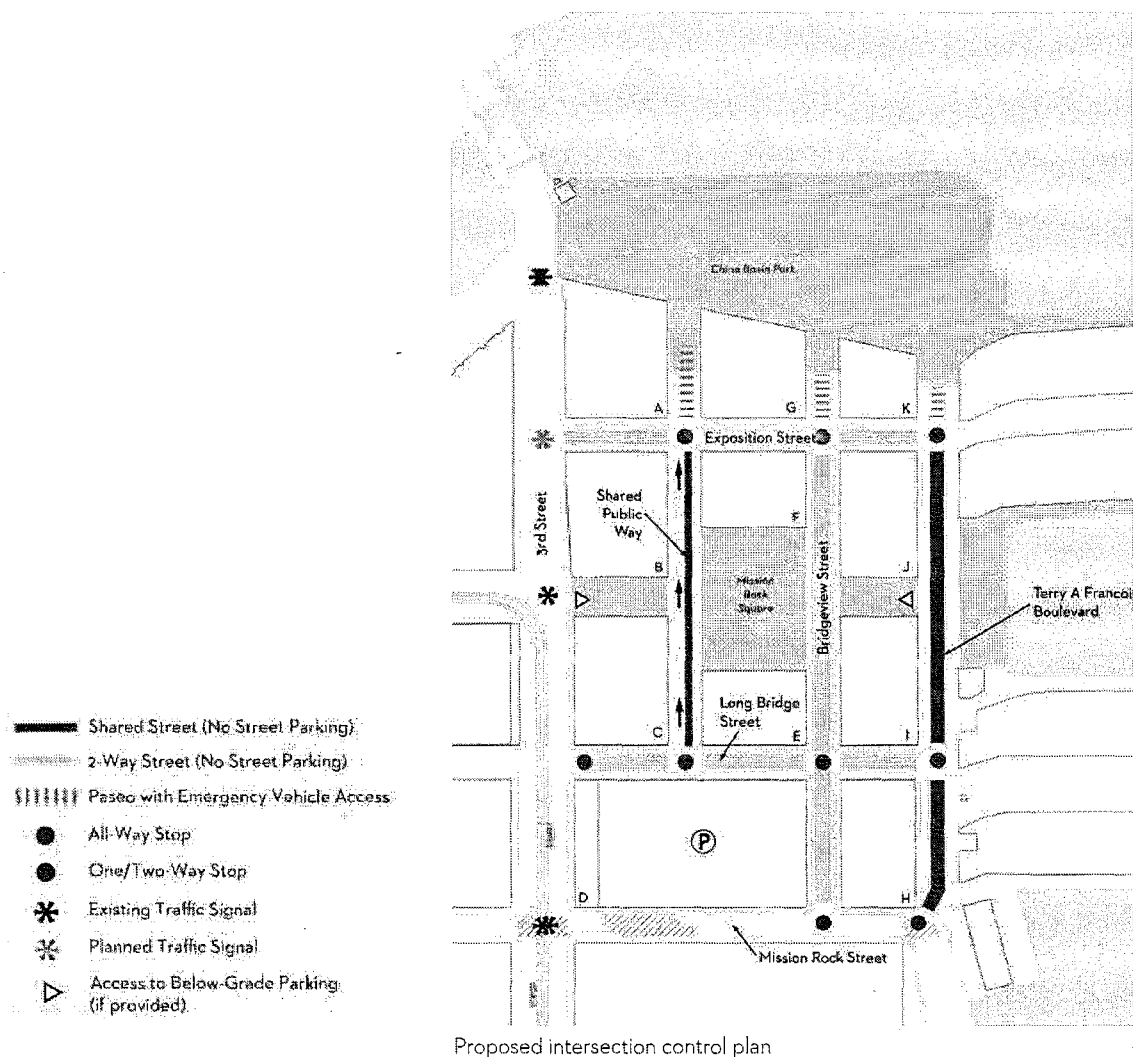 China Basin Park
A
G
K
Exposition Street
3rd Street
Shared
Public
Way
F
B
Mission
Rock
Square
Bridgeview Street
J
Terry A Francoi
Boulevard
Long Bridge
Street
C
E
I
P
D
H
Mission Rock Street
Shared Street (No Street Parking)
2-Way Street (No Street Parking)
Paseo with Emergency Vehicle Access
All-Way Stop
One/Two-Way Stop
Existing Traffic Signal
Planned Traffic Signal
Access to Below-Grade Parking
(if provided)
Proposed intersection control plan